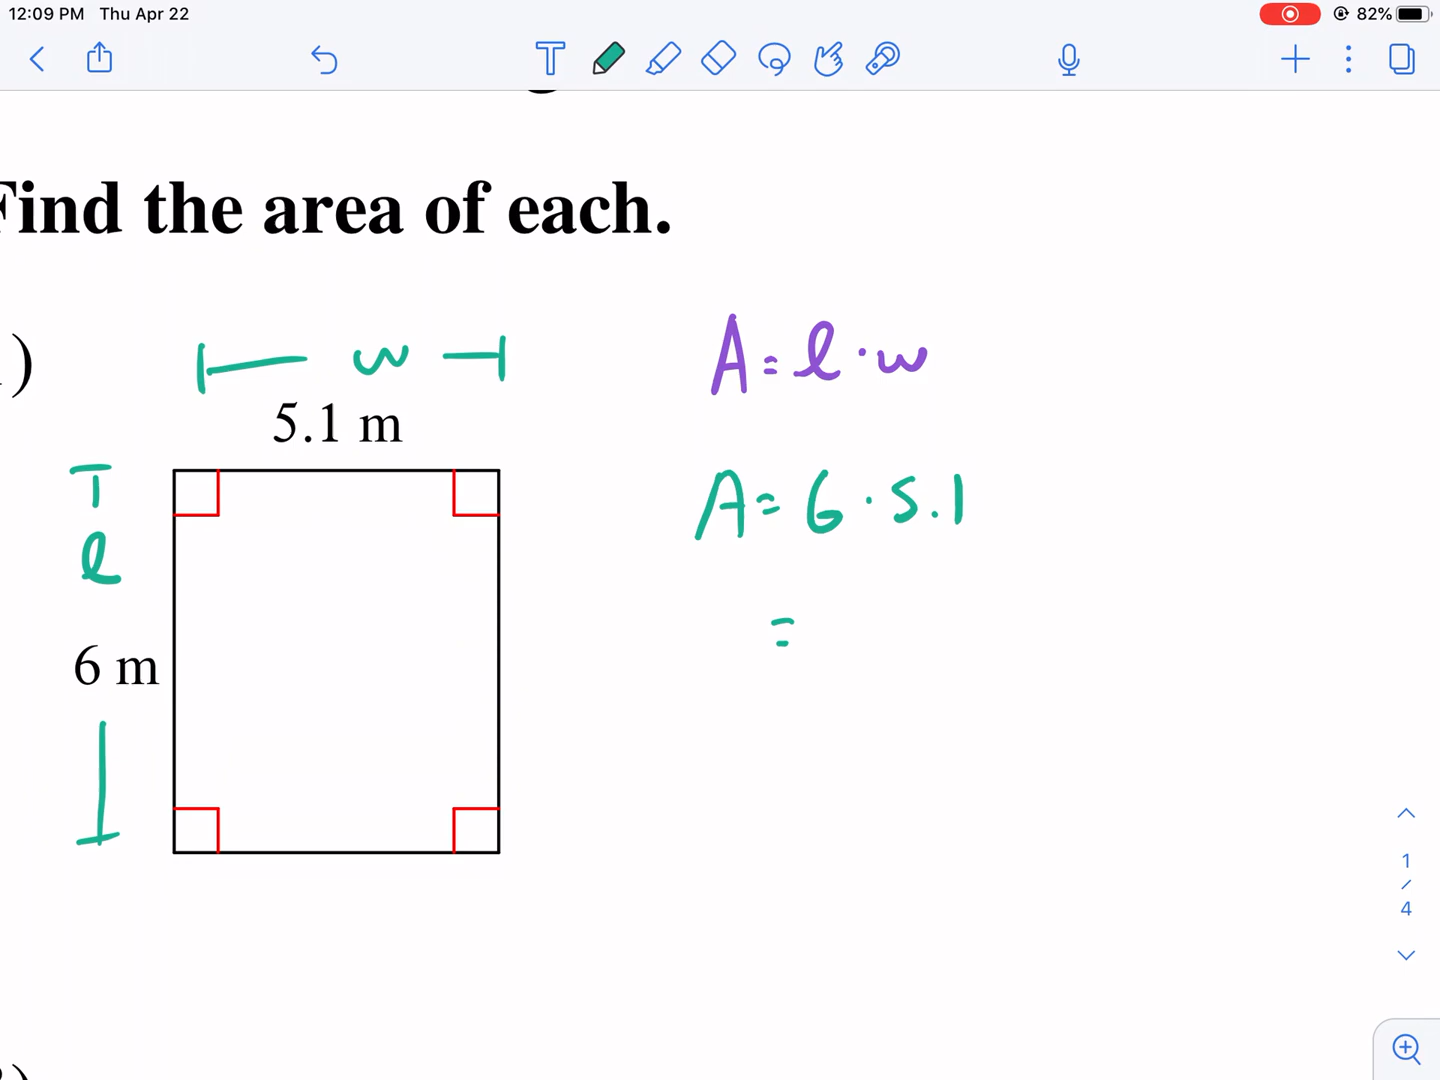 12:09 PM Thu Apr 22
82%
T
Find the area of each.
)
w
5.1 m
A = l · w
l
6 m
A = 6 · 5.1
=
1
/
4